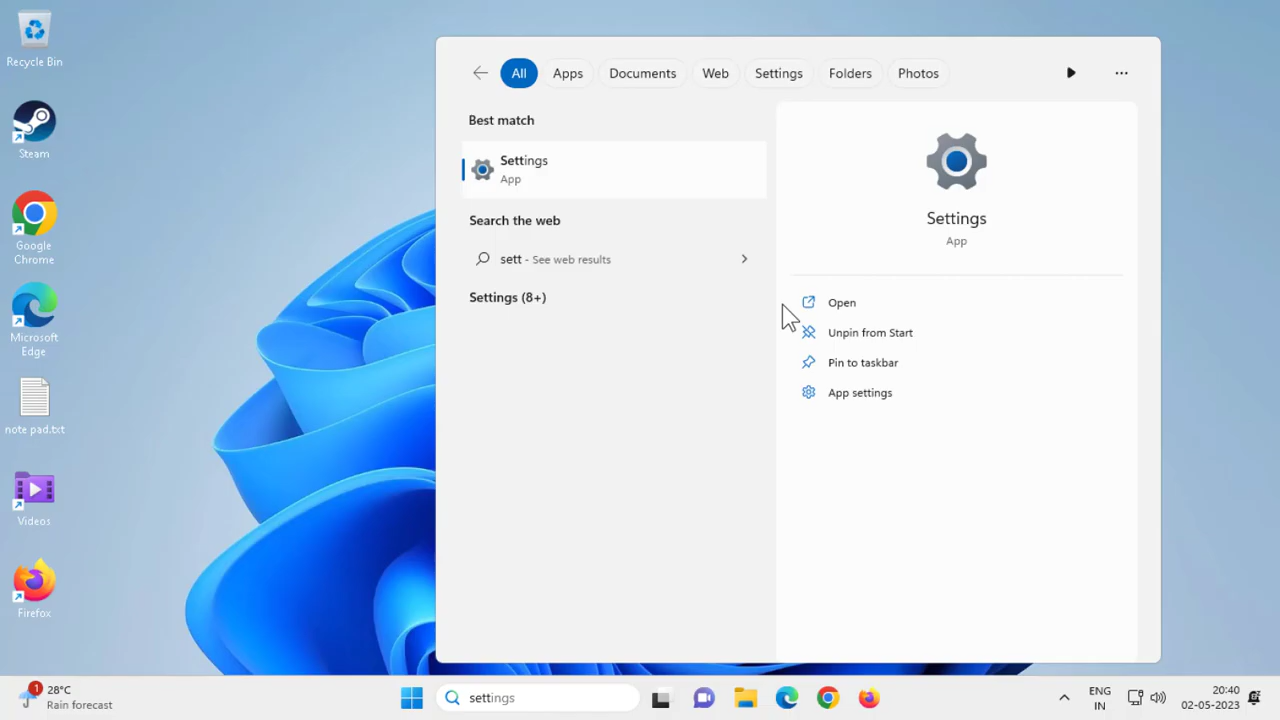 Recycle Bin
Steam
Google
Chrome
Microsoft
Edge
note pad.txt
Videos
Firefox
All Apps Documents Web Settings Folders Photos
Best match
Settings
App
Search the web
sett - See web results
Settings (8+)
Settings
App
Open
Unpin from Start
Pin to taskbar
App settings
1
28°C
Rain forecast
settings
ENG
IN
20:40
02-05-2023